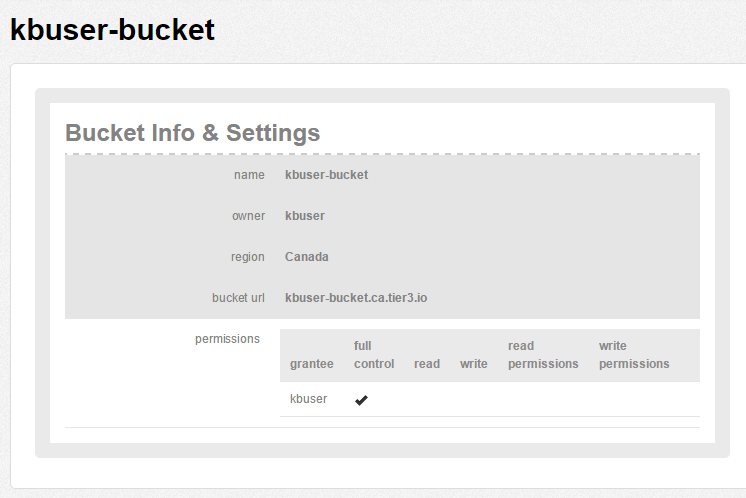 kbuser-bucket
Bucket Info & Settings
name kbuser-bucket
owner kbuser
region Canada
bucket url kbuser-bucket.ca.tier3.io
permissions
full read write
grantee control read write permissions permissions
kbuser ✔